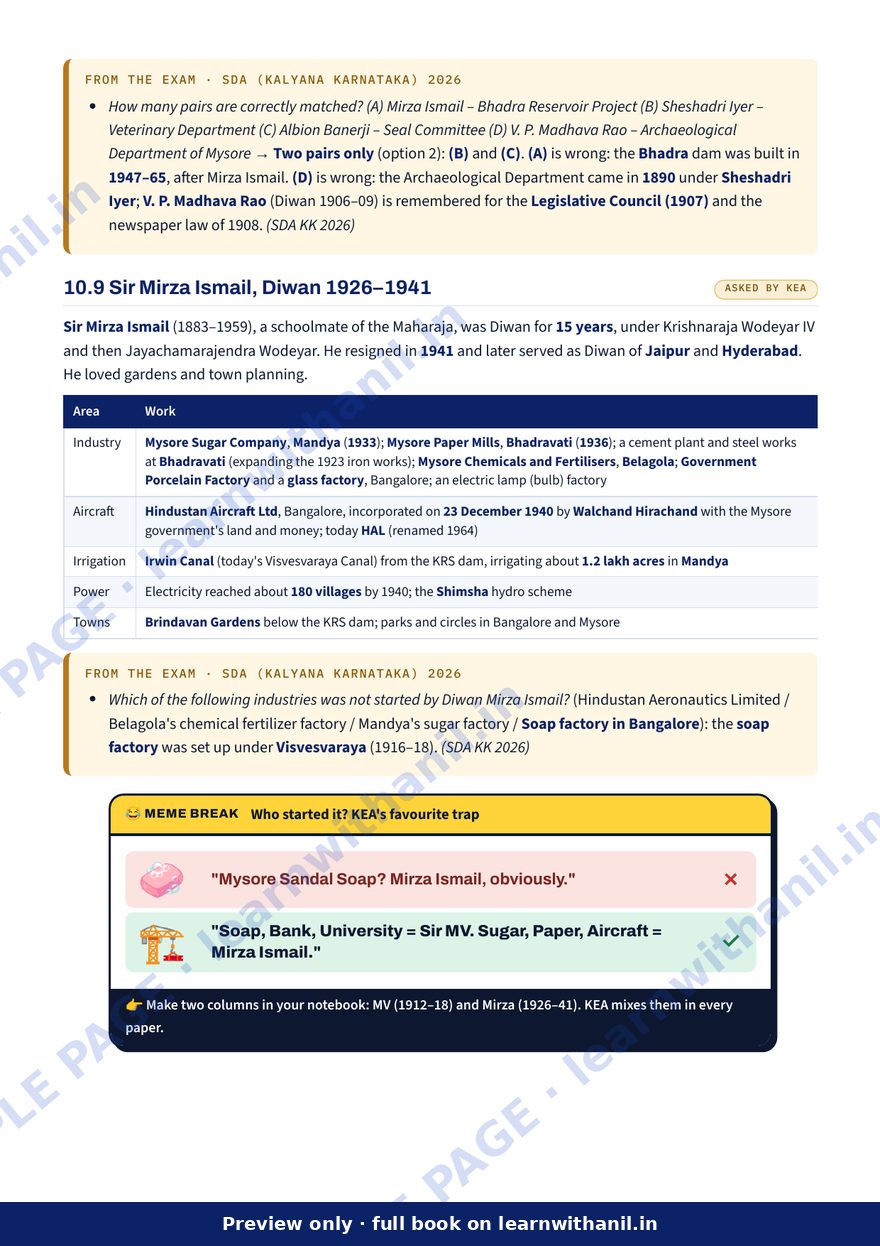 FROM THE EXAM · SDA (KALYANA KARNATAKA) 2026
• How many pairs are correctly matched? (A) Mirza Ismail – Bhadra Reservoir Project (B) Sheshadri Iyer –
Veterinary Department (C) Albion Banerji – Seal Committee (D) V. P. Madhava Rao – Archaeological
Department of Mysore → Two pairs only (option 2): (B) and (C). (A) is wrong: the Bhadra dam was built in
1947–65, after Mirza Ismail. (D) is wrong: the Archaeological Department came in 1890 under Sheshadri
Iyer; V. P. Madhava Rao (Diwan 1906–09) is remembered for the Legislative Council (1907) and the
newspaper law of 1908. (SDA KK 2026)
10.9 Sir Mirza Ismail, Diwan 1926–1941
ASKED BY KEA
Sir Mirza Ismail (1883–1959), a schoolmate of the Maharaja, was Diwan for 15 years, under Krishnaraja Wodeyar IV
and then Jayachamarajendra Wodeyar. He resigned in 1941 and later served as Diwan of Jaipur and Hyderabad.
He loved gardens and town planning.
Area Work
Industry Mysore Sugar Company, Mandya (1933); Mysore Paper Mills, Bhadravati (1936); a cement plant and steel works
at Bhadravati (expanding the 1923 iron works); Mysore Chemicals and Fertilisers, Belagola; Government
Porcelain Factory and a glass factory, Bangalore; an electric lamp (bulb) factory
Aircraft Hindustan Aircraft Ltd, Bangalore, incorporated on 23 December 1940 by Walchand Hirachand with the Mysore
government's land and money; today HAL (renamed 1964)
Irrigation Irwin Canal (today's Visvesvaraya Canal) from the KRS dam, irrigating about 1.2 lakh acres in Mandya
Power Electricity reached about 180 villages by 1940; the Shimsha hydro scheme
Towns Brindavan Gardens below the KRS dam; parks and circles in Bangalore and Mysore
FROM THE EXAM · SDA (KALYANA KARNATAKA) 2026
• Which of the following industries was not started by Diwan Mirza Ismail? (Hindustan Aeronautics Limited /
Belagola's chemical fertilizer factory / Mandya's sugar factory / Soap factory in Bangalore): the soap
factory was set up under Visvesvaraya (1916–18). (SDA KK 2026)
😂 MEME BREAK Who started it? KEA's favourite trap
"Mysore Sandal Soap? Mirza Ismail, obviously." ✕
"Soap, Bank, University = Sir MV. Sugar, Paper, Aircraft = ✓
Mirza Ismail."
👉 Make two columns in your notebook: MV (1912–18) and Mirza (1926–41). KEA mixes them in every
paper.
nil.in
PAGE · learnwithanil.in
PLE PAGE · learnwithanil.in
E PAGE · learnwithanil.in
Preview only · full book on learnwithanil.in